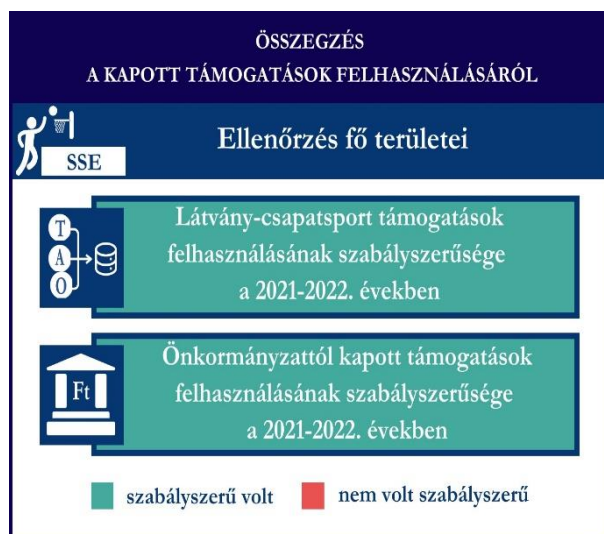 ÖSSZEGZÉS
A KAPOTT TÁMOGATÁSOK FELHASZNÁLÁSÁRÓL
SSE
Ellenőrzés fő területei
T
A
O
Látvány-csapatsport támogatások
felhasználásának szabályszerűsége
a 2021-2022. években
Ft
Önkormányzattól kapott támogatások
felhasználásának szabályszerűsége
a 2021-2022. években
szabályszerű volt
nem volt szabályszerű